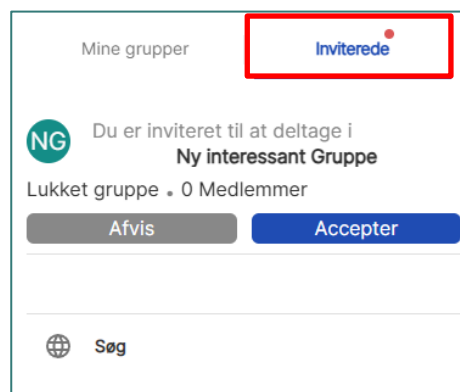 Mine grupper Inviterede
NG Du er inviteret til at deltage i
Ny interessant Gruppe
Lukket gruppe . 0 Medlemmer
Afvis Accepter
Søg